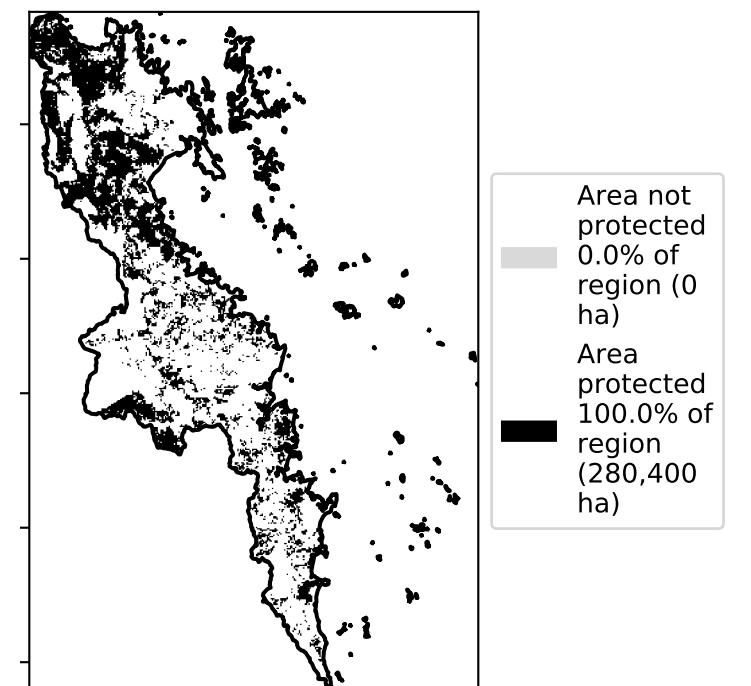 Area not
protected
0.0% of
region (0
ha)
Area
protected
100.0% of
region
(280,400
ha)